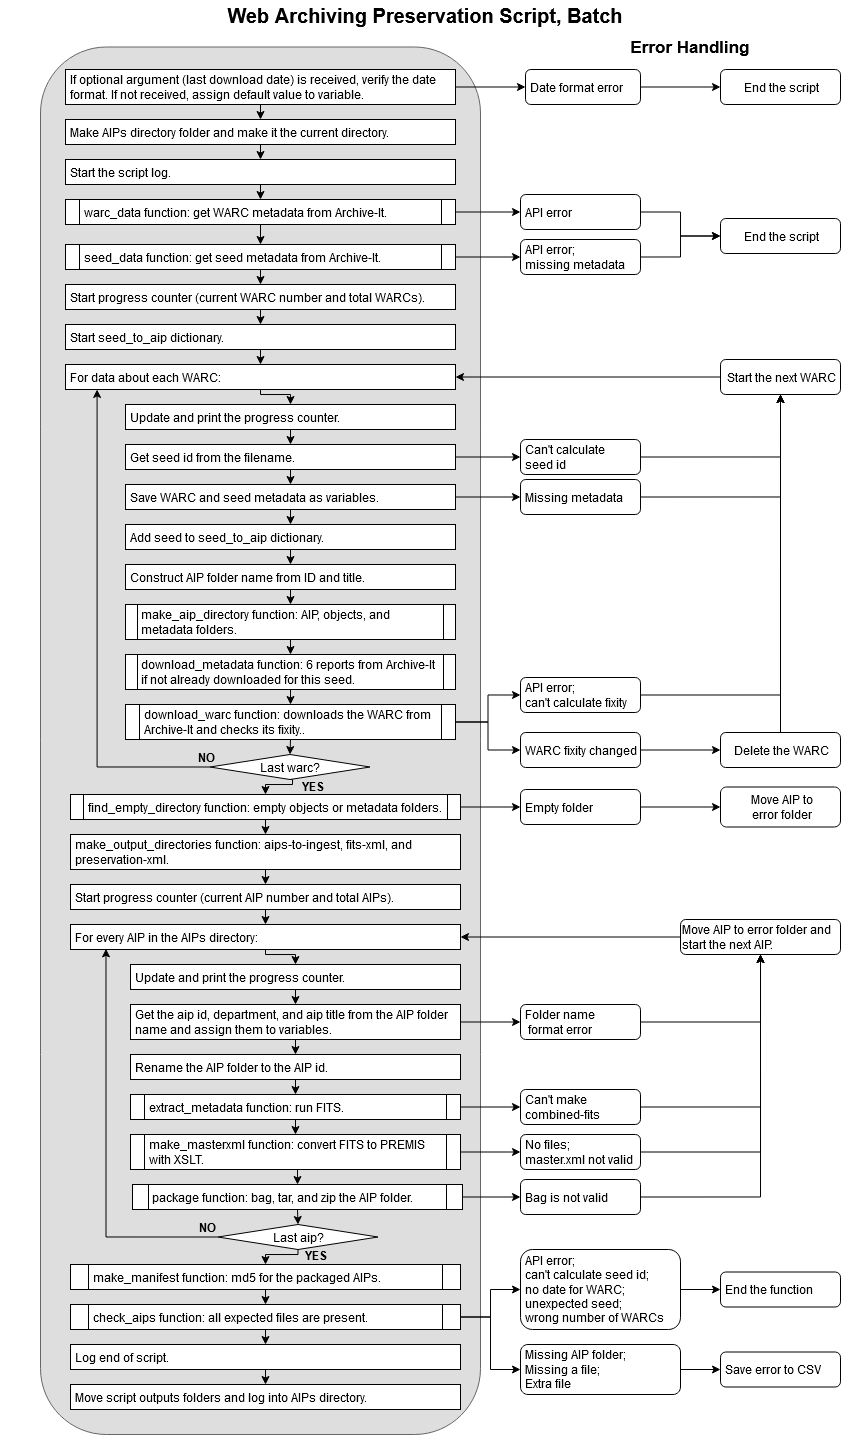 Web Archiving Preservation Script, Batch
Error Handling
If optional argument (last download date) is received, verify the date
format. If not received, assign default value to variable.
Date format error
End the script
Make AIPs directory folder and make it the current directory.
Start the script log.
warc_data function: get WARC metadata from Archive-It.
API error
End the script
seed_data function: get seed metadata from Archive-It.
API error;
missing metadata
Start progress counter (current WARC number and total WARCs).
Start seed_to_aip dictionary.
For data about each WARC:
Start the next WARC
Update and print the progress counter.
Get seed id from the filename.
Can't calculate
seed id
Save WARC and seed metadata as variables.
Missing metadata
Add seed to seed_to_aip dictionary.
Construct AIP folder name from ID and title.
make_aip_directory function: AIP, objects, and
metadata folders.
download_metadata function: 6 reports from Archive-It
if not already downloaded for this seed.
download_warc function: downloads the WARC from
Archive-It and checks its fixity..
API error;
can't calculate fixity
WARC fixity changed
Delete the WARC
Last warc?
NO
YES
find_empty_directory function: empty objects or metadata folders.
Empty folder
Move AIP to
error folder
make_output_directories function: aips-to-ingest, fits-xml, and
preservation-xml.
Start progress counter (current AIP number and total AIPs).
For every AIP in the AIPs directory:
Move AIP to error folder and
start the next AIP.
Update and print the progress counter.
Get the aip id, department, and aip title from the AIP folder
name and assign them to variables.
Folder name
format error
Rename the AIP folder to the AIP id.
extract_metadata function: run FITS.
Can't make
combined-fits
make_masterxml function: convert FITS to PREMIS
with XSLT.
No files;
master.xml not valid
package function: bag, tar, and zip the AIP folder.
Bag is not valid
Last aip?
NO
YES
make_manifest function: md5 for the packaged AIPs.
check_aips function: all expected files are present.
API error;
can't calculate seed id;
no date for WARC;
unexpected seed;
wrong number of WARCs
End the function
Missing AIP folder;
Missing a file;
Extra file
Save error to CSV
Log end of script.
Move script outputs folders and log into AIPs directory.